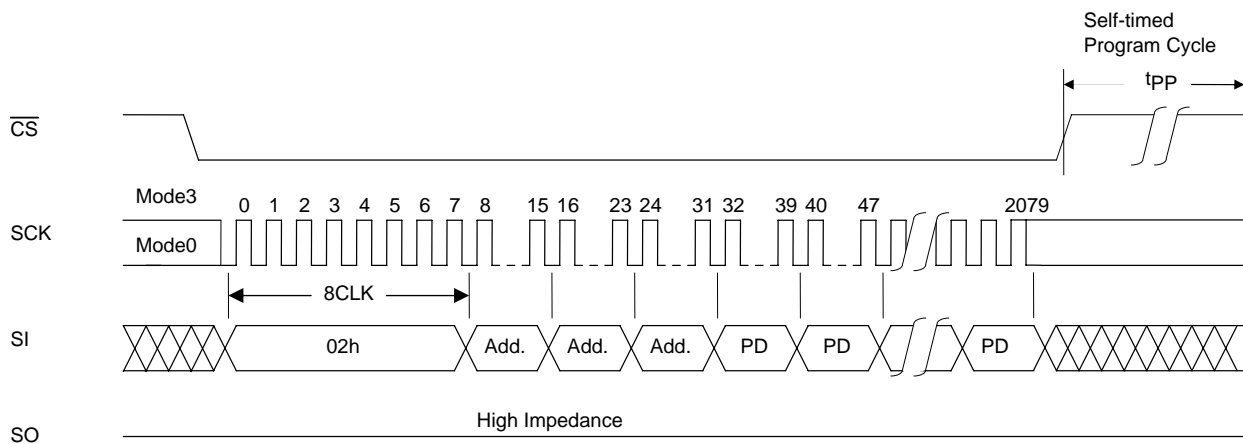 Self-timed
Program Cycle
tPP
CS
Mode3
0 1 2 3 4 5 6 7 8 15 16 23 24 31 32 39 40 47 2079
SCK
Mode0
8CLK
SI
02h Add. Add. Add. PD PD PD
High Impedance
SO